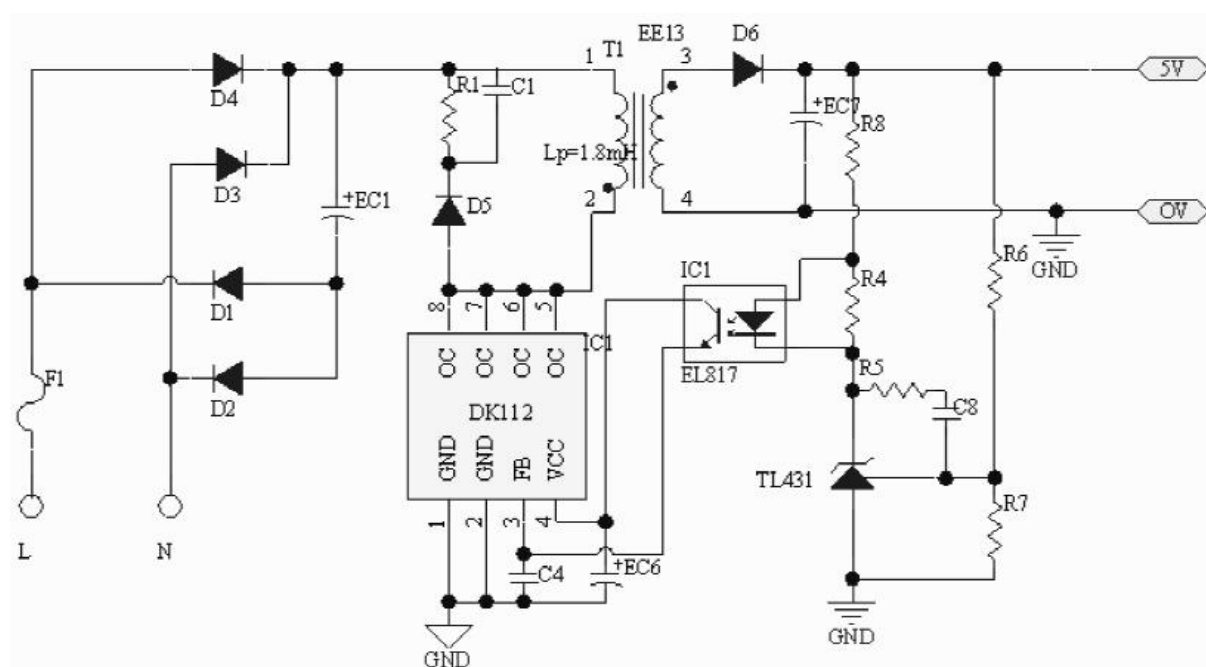 T1
EE13
D6
1
3
5V
D4
R1
C1
+EC7
R8
Lp=1.8mH
D3
+EC1
D5
2
4
OV
R6
GND
IC1
R4
8
7
6
5
D1
IC1
OC
OC
OC
OC
EL817
R5
F1
D2
C8
DK112
GND
GND
FB
VCC
TL431
R7
1
2
3
4
L
N
C4
+EC6
GND
GND